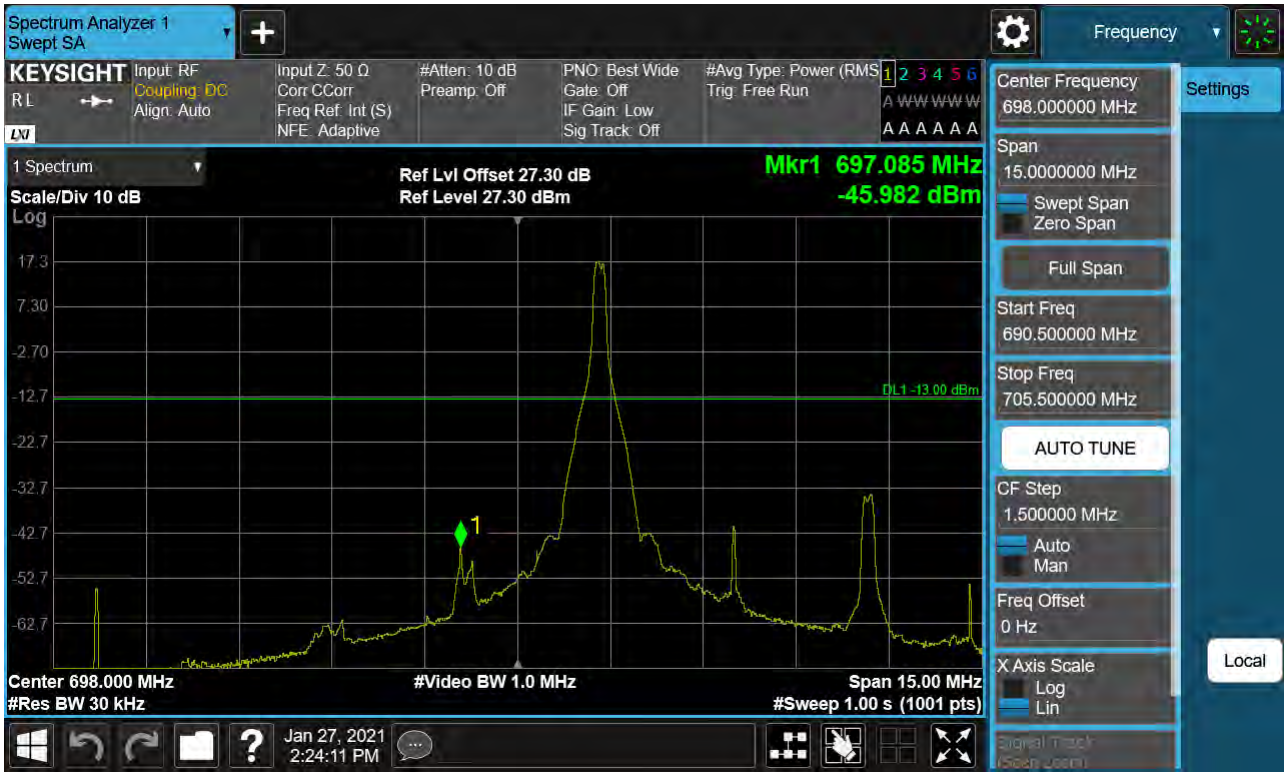 Spectrum Analyzer 1
Swept SA
+
Frequency
KEYSIGHT
RL
LXI
Input: RF
Coupling: DC
Align: Auto
Input Z: 50 Ω
Corr CCorr
Freq Ref: Int (S)
NFE: Adaptive
#Atten: 10 dB
Preamp: Off
PNO: Best Wide
Gate: Off
IF Gain: Low
Sig Track: Off
#Avg Type: Power (RMS
Trig: Free Run
1 2 3 4 5 6
A W W W W W
A A A A A A
1 Spectrum
Scale/Div 10 dB
Log
Ref Lvl Offset 27.30 dB
Ref Level 27.30 dBm
Mkr1 697.085 MHz
-45.982 dBm
17.3
7.30
-2.70
-12.7
-22.7
-32.7
-42.7
-52.7
-62.7
DL1 -13.00 dBm
1
Center 698.000 MHz
#Res BW 30 kHz
#Video BW 1.0 MHz
Span 15.00 MHz
#Sweep 1.00 s (1001 pts)
Center Frequency
698.000000 MHz
Span
15.0000000 MHz
Swept Span
Zero Span
Full Span
Start Freq
690.500000 MHz
Stop Freq
705.500000 MHz
AUTO TUNE
CF Step
1.500000 MHz
Auto
Man
Freq Offset
0 Hz
X Axis Scale
Log
Lin
Signal Track
(Span Zoom)
Settings
Local
?
Jan 27, 2021
2:24:11 PM